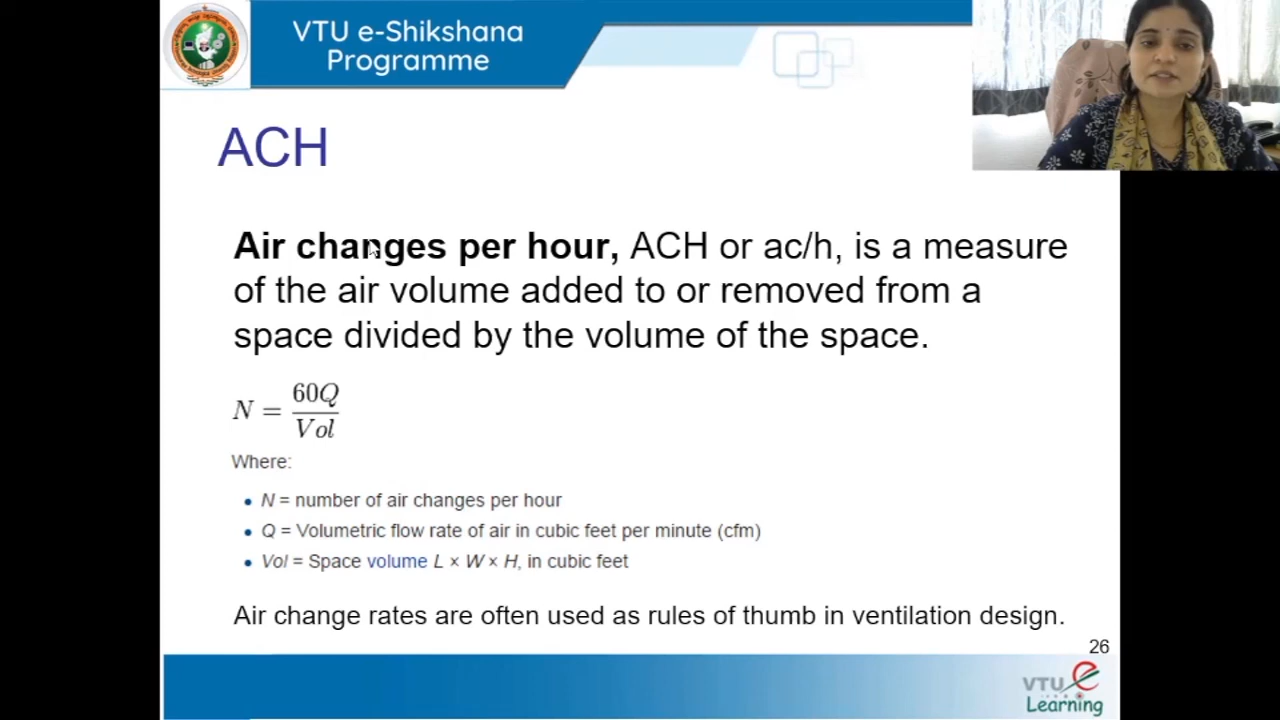 VTU e-Shikshana
Programme
ACH
Air changes per hour, ACH or ac/h, is a measure
of the air volume added to or removed from a
space divided by the volume of the space.
N = 60Q / Vol
Where:
• N = number of air changes per hour
• Q = Volumetric flow rate of air in cubic feet per minute (cfm)
• Vol = Space volume L × W × H, in cubic feet
Air change rates are often used as rules of thumb in ventilation design.
26
VTU e
Learning